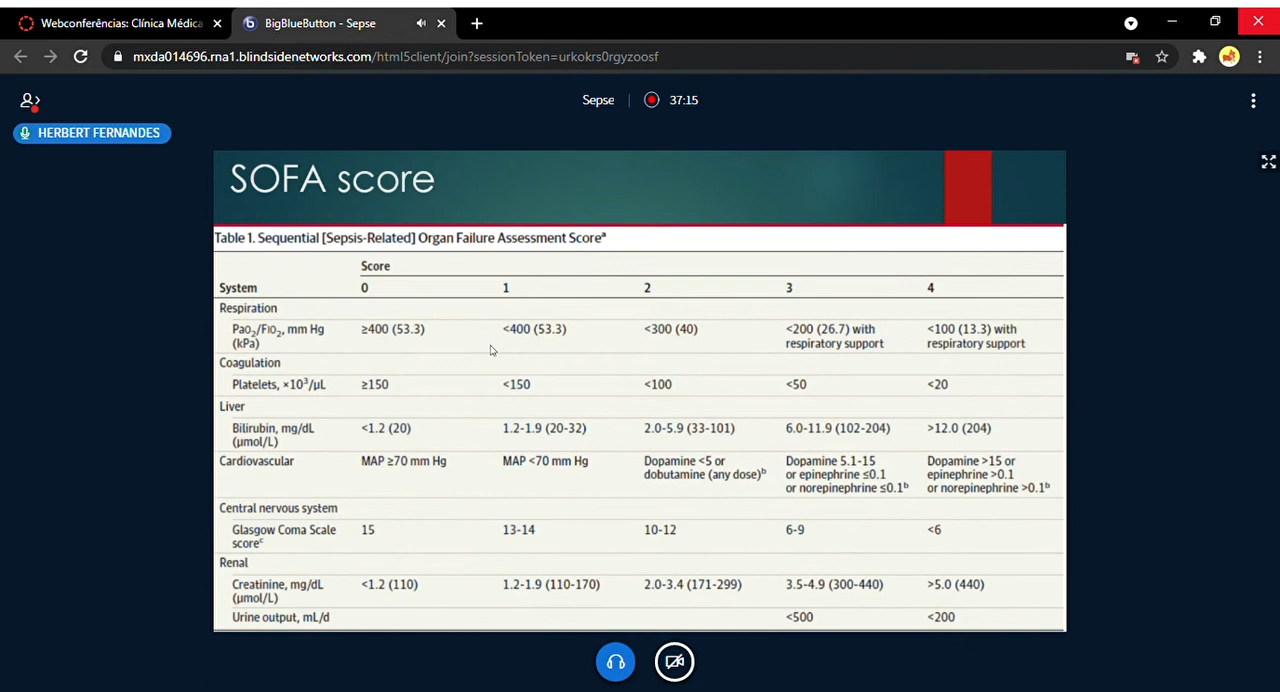 Webconferências: Clínica Médica
BigBlueButton - Sepse
mxda014696.rna1.blindsidenetworks.com/html5client/join?sessionToken=urkokrs0rgyzoosf
Sepse 37:15
HERBERT FERNANDES
SOFA score
Table 1. Sequential [Sepsis-Related] Organ Failure Assessment Scoreᵃ
Score
System 0 1 2 3 4
Respiration
PaO₂/FIO₂, mm Hg ≥400 (53.3) <400 (53.3) <300 (40) <200 (26.7) with <100 (13.3) with
(kPa) respiratory support respiratory support
Coagulation
Platelets, ×10³/μL ≥150 <150 <100 <50 <20
Liver
Bilirubin, mg/dL <1.2 (20) 1.2-1.9 (20-32) 2.0-5.9 (33-101) 6.0-11.9 (102-204) >12.0 (204)
(μmol/L)
Cardiovascular MAP ≥70 mm Hg MAP <70 mm Hg Dopamine <5 or Dopamine 5.1-15 Dopamine >15 or
dobutamine (any dose)ᵇ or epinephrine ≤0.1 epinephrine >0.1
or norepinephrine ≤0.1ᵇ or norepinephrine >0.1ᵇ
Central nervous system
Glasgow Coma Scale 15 13-14 10-12 6-9 <6
scoreᶜ
Renal
Creatinine, mg/dL <1.2 (110) 1.2-1.9 (110-170) 2.0-3.4 (171-299) 3.5-4.9 (300-440) >5.0 (440)
(μmol/L)
Urine output, mL/d <500 <200